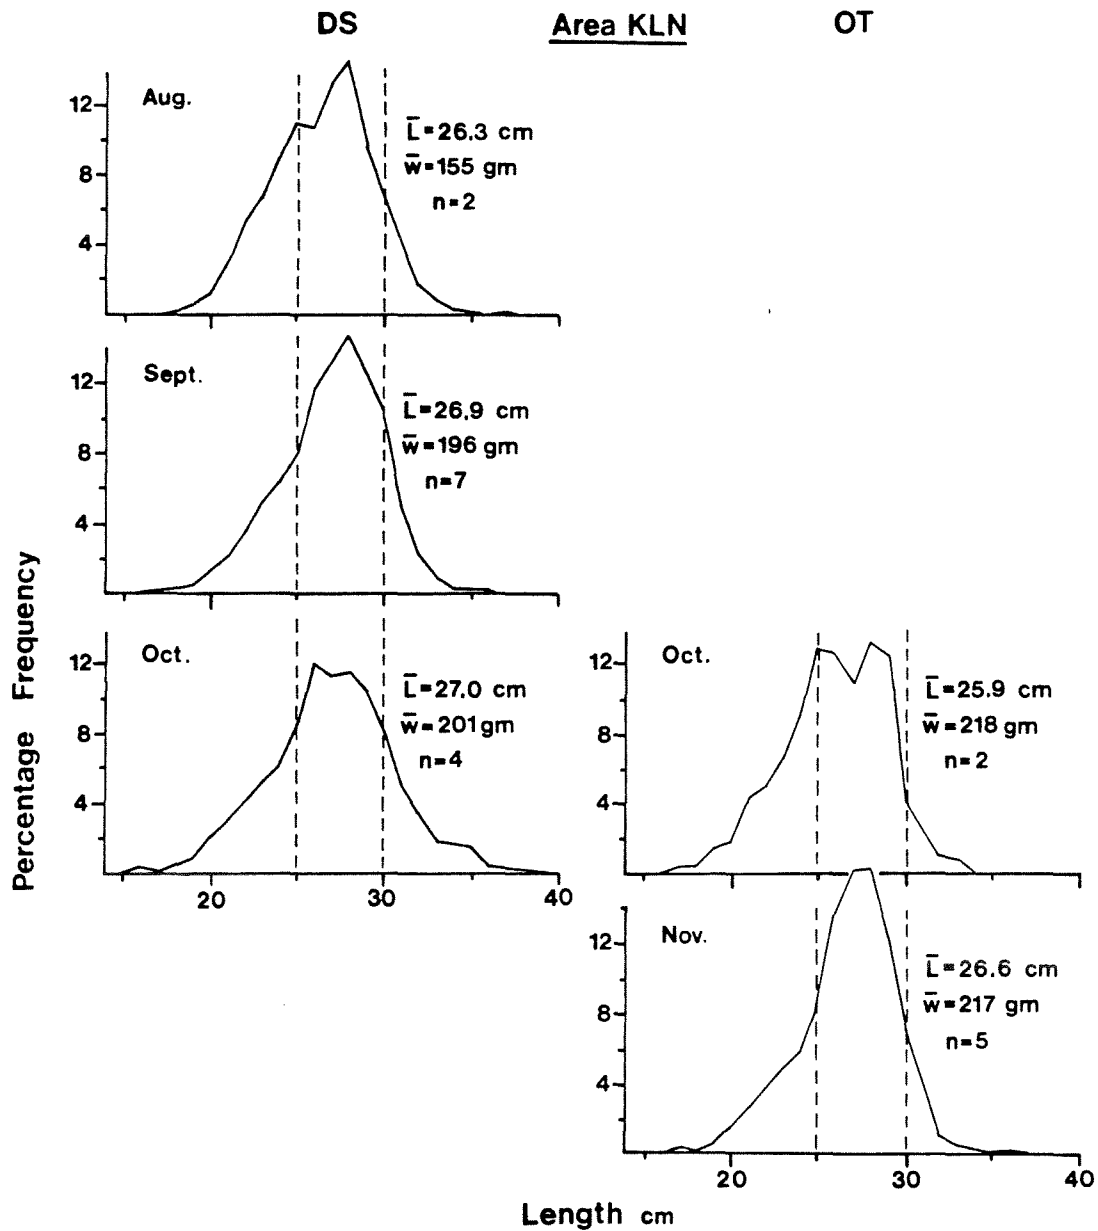 DS Area KLN OT
Aug.
12
8
4
L̅=26.3 cm
w̅=155 gm
n=2
Sept.
12
8
4
L̅=26.9 cm
w̅=196 gm
n=7
Oct.
12
8
4
L̅=27.0 cm
w̅=201 gm
n=4
20 30 40
Oct.
12
8
4
L̅=25.9 cm
w̅=218 gm
n=2
Nov.
12
8
4
L̅=26.6 cm
w̅=217 gm
n=5
20 30 40
Percentage Frequency
Length cm